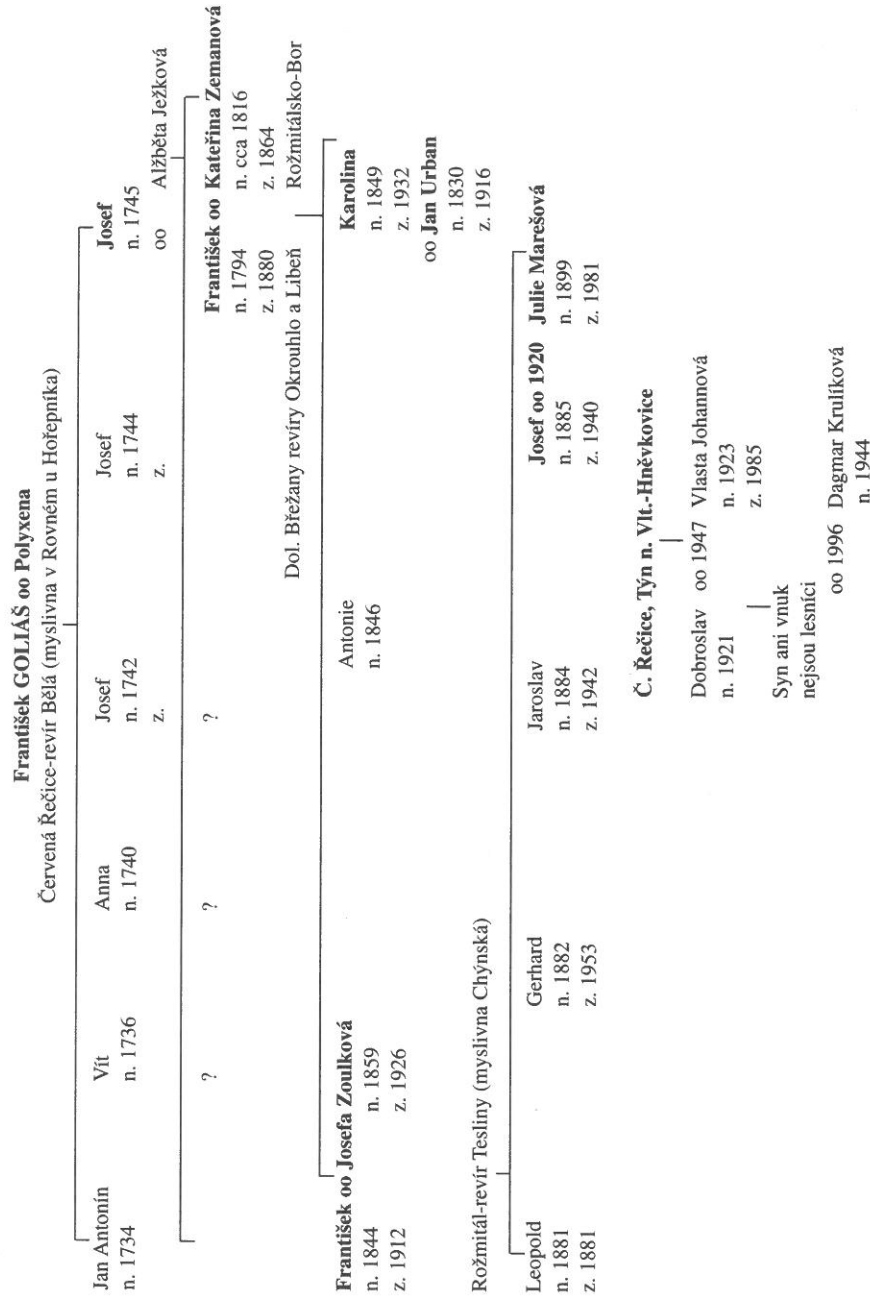 František GOLIÁŠ oo Polyxena
Červená Řečice-revír Bělá (myslivna v Rovném u Hořepníka)
Jan Antonín
n. 1734
Vít
n. 1736
Anna
n. 1740
Josef
n. 1742
z.
Josef
n. 1744
z.
Josef
n. 1745
oo
Alžběta Ježková
?
?
?
František oo Kateřina Zemanová
n. 1794
z. 1880
n. cca 1816
z. 1864
Dol. Břežany revíry Okrouhlo a Libeň
Rožmitálsko-Bor
František oo Josefa Zoulková
n. 1844
z. 1912
n. 1859
z. 1926
Antonie
n. 1846
Karolina
n. 1849
z. 1932
oo Jan Urban
n. 1830
z. 1916
Rožmitál-revír Tesliny (myslivna Chýnská)
Leopold
n. 1881
z. 1881
Gerhard
n. 1882
z. 1953
Jaroslav
n. 1884
z. 1942
Josef oo 1920 Julie Marešová
n. 1885
z. 1940
n. 1899
z. 1981
Č. Řečice, Týn n. Vlt.-Hněvkovice
Dobroslav oo 1947 Vlasta Johannová
n. 1921
n. 1923
z. 1985
Syn ani vnuk
nejsou lesníci
oo 1996 Dagmar Krulíková
n. 1944